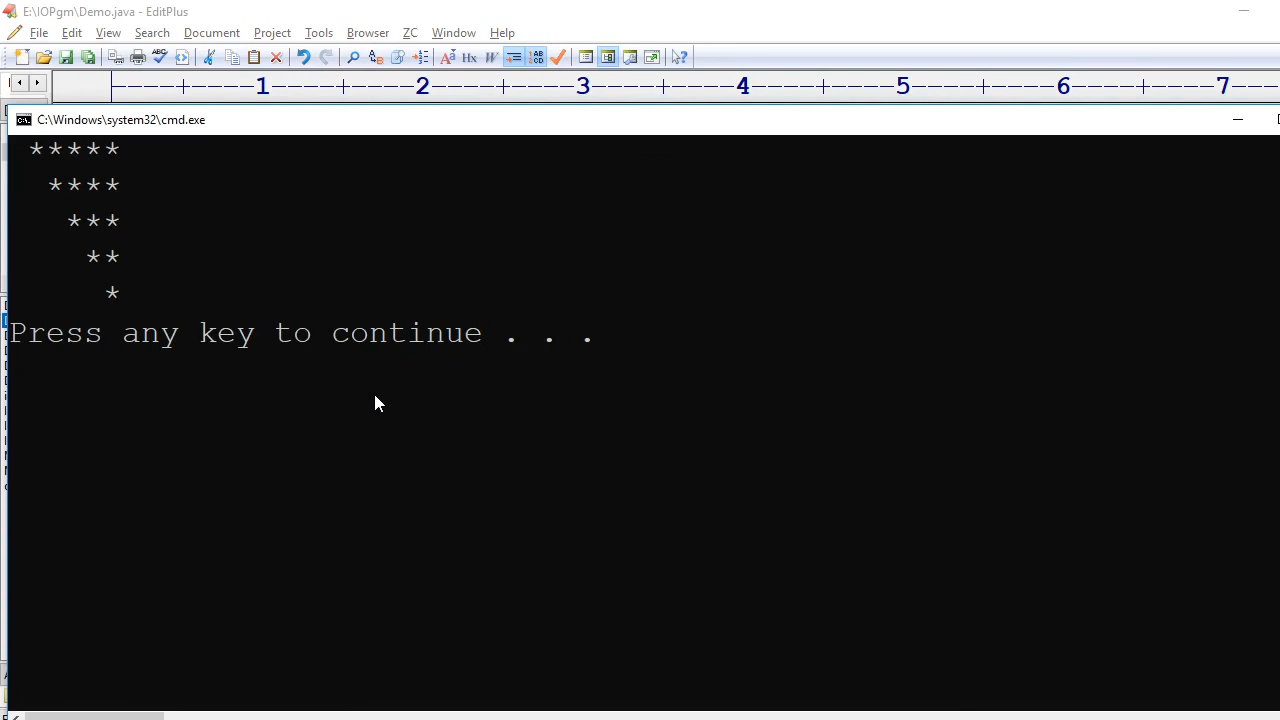 E:\IOPgm\Demo.java - EditPlus
File Edit View Search Document Project Tools Browser ZC Window Help
----+----1----+----2----+----3----+----4----+----5----+----6----+----7---
C:\Windows\system32\cmd.exe
 *****
  ****
   ***
    **
     *
Press any key to continue . . .